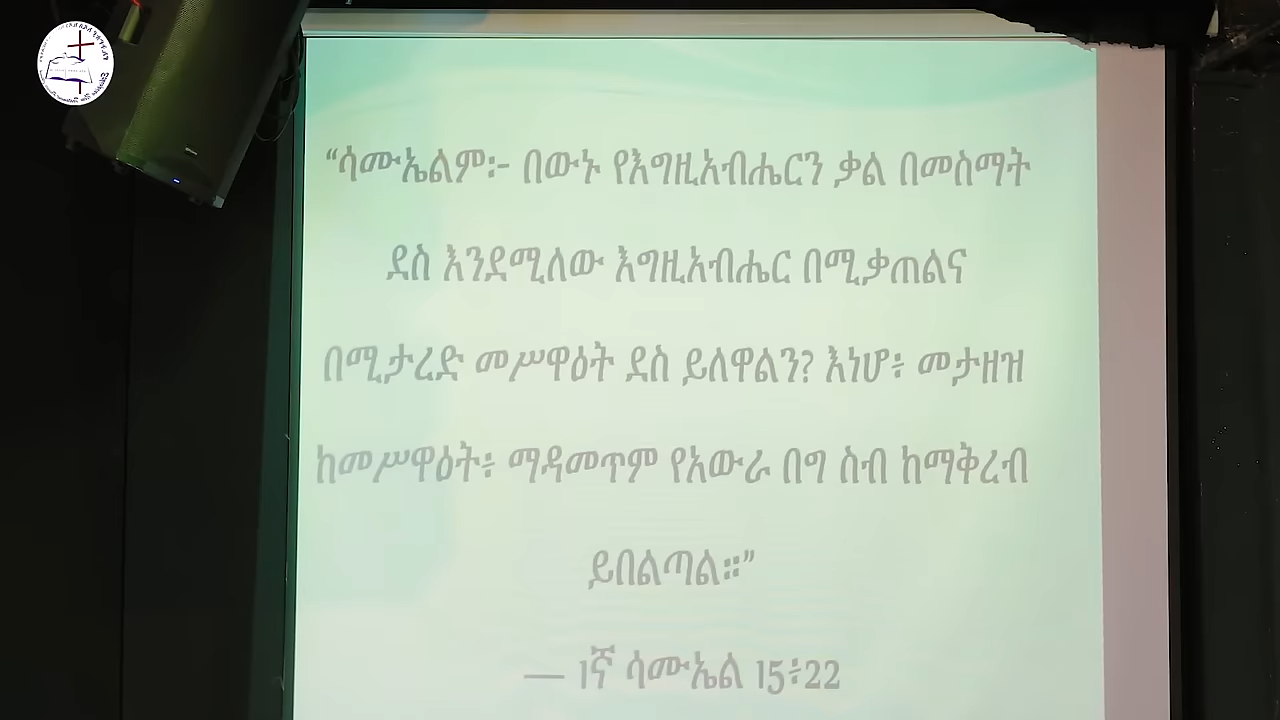 “ሳሙኤልም፡- በውኑ የእግዚአብሔርን ቃል በመስማት
ደስ እንደሚለው እግዚአብሔር በሚቃጠልና
በሚታረድ መሥዋዕት ደስ ይለዋልን? እነሆ፥ መታዘዝ
ከመሥዋዕት፥ ማዳመጥም የአውራ በግ ስብ ከማቅረብ
ይበልጣል።”
— 1ኛ ሳሙኤል 15፥22